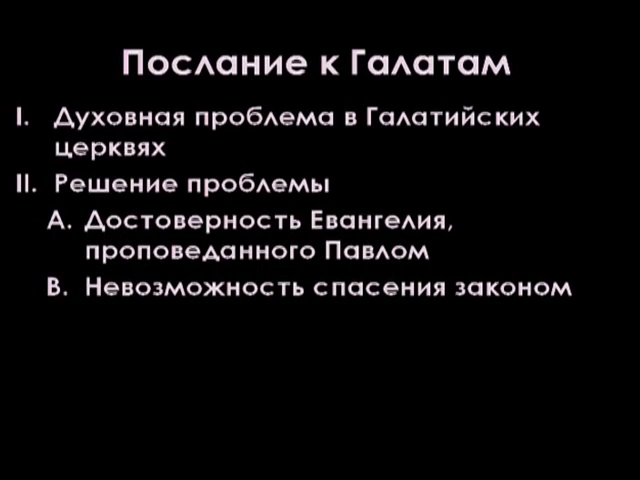 Послание к Галатам
I. Духовная проблема в Галатийских
церквях
II. Решение проблемы
A. Достоверность Евангелия,
проповеданного Павлом
B. Невозможность спасения законом